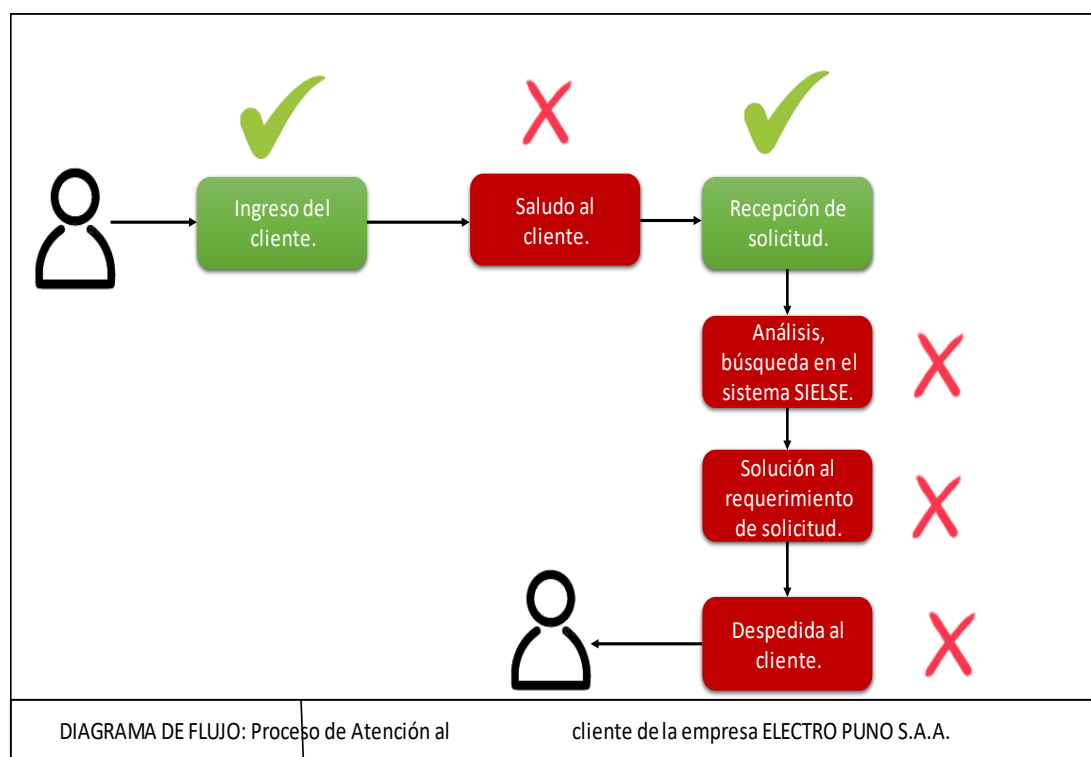 Ingreso del
cliente.
Saludo al
cliente.
Recepción de
solicitud.
Análisis,
búsqueda en el
sistema SIELSE.
Solución al
requerimiento
de solicitud.
Despedida al
cliente.
DIAGRAMA DE FLUJO: Proceso de Atención al cliente de la empresa ELECTRO PUNO S.A.A.